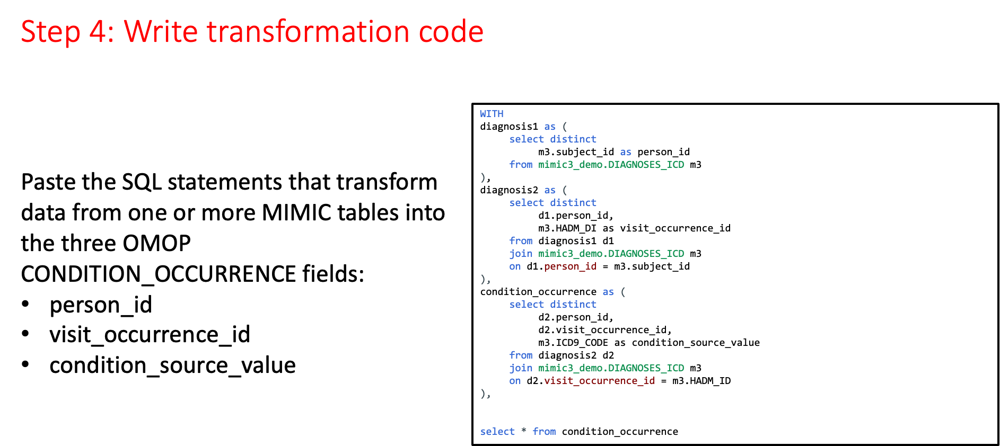 Step 4: Write transformation code
Paste the SQL statements that transform
data from one or more MIMIC tables into
the three OMOP
CONDITION_OCCURRENCE fields:
• person_id
• visit_occurrence_id
• condition_source_value
WITH
diagnosis1 as (
select distinct
m3.subject_id as person_id
from mimic3_demo.DIAGNOSES_ICD m3
),
diagnosis2 as (
select distinct
d1.person_id,
m3.HADM_DI as visit_occurrence_id
from diagnosis1 d1
join mimic3_demo.DIAGNOSES_ICD m3
on d1.person_id = m3.subject_id
),
condition_occurrence as (
select distinct
d2.person_id,
d2.visit_occurrence_id,
m3.ICD9_CODE as condition_source_value
from diagnosis2 d2
join mimic3_demo.DIAGNOSES_ICD m3
on d2.visit_occurrence_id = m3.HADM_ID
),
select * from condition_occurrence